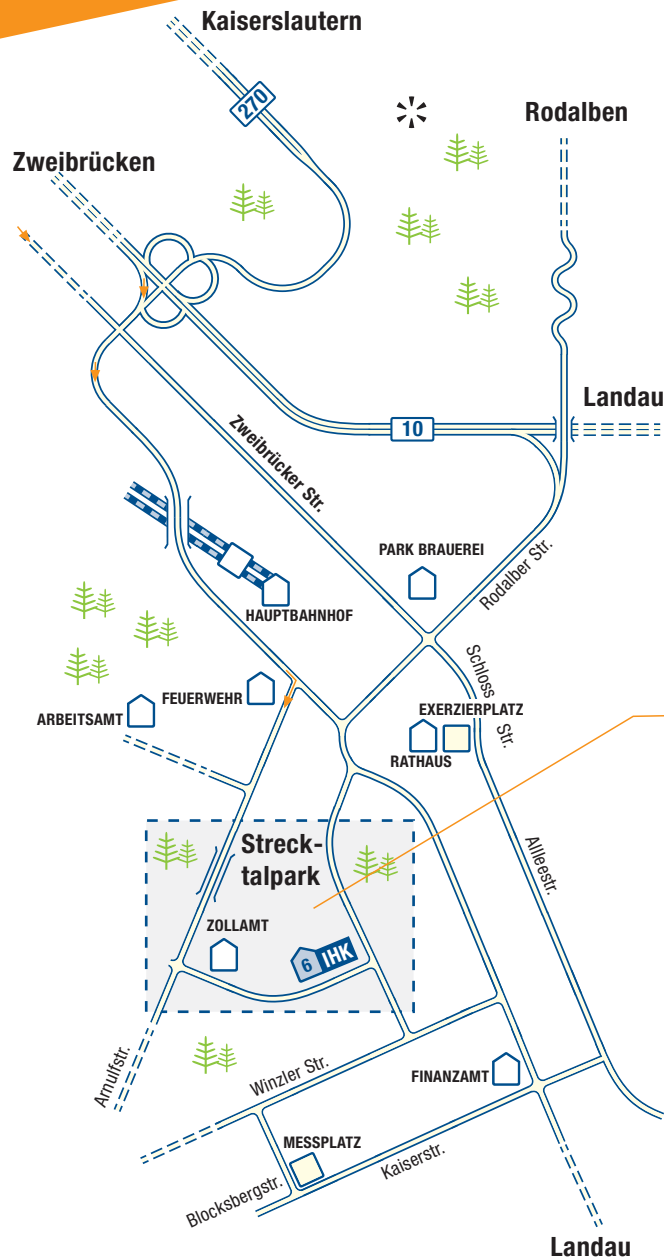 Kaiserslautern
270
Rodalben
Zweibrücken
Landau
10
Zweibrücker Str.
PARK BRAUEREI
Rodalber Str.
HAUPTBAHNHOF
Schloss
Str.
FEUERWEHR
ARBEITSAMT
EXERZIERPLATZ
RATHAUS
Streck-
talpark
Allleestr.
ZOLLAMT
6 IHK
Arnulfstr.
Winzler Str.
FINANZAMT
MESSPLATZ
Kaiserstr.
Blocksbergstr.
Landau